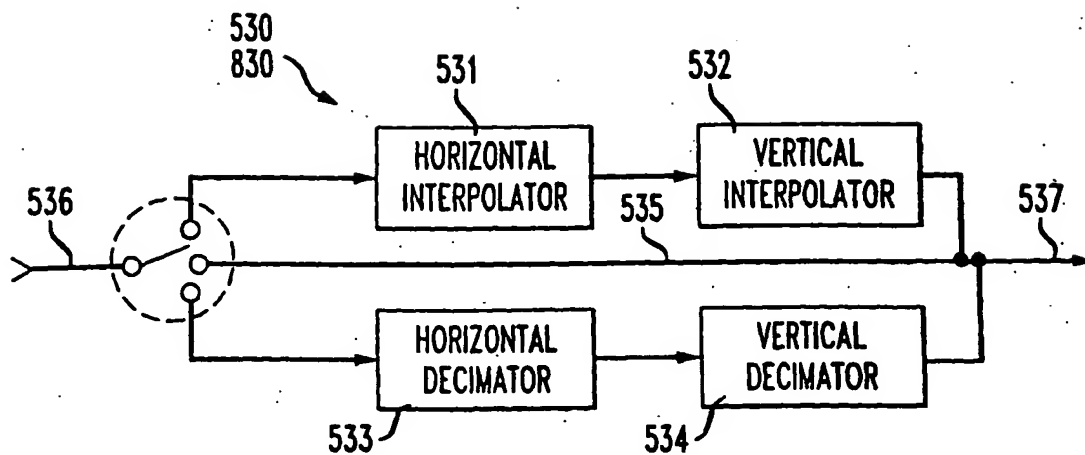 530
830
531
532
HORIZONTAL
INTERPOLATOR
VERTICAL
INTERPOLATOR
536
535
537
HORIZONTAL
DECIMATOR
VERTICAL
DECIMATOR
533
534